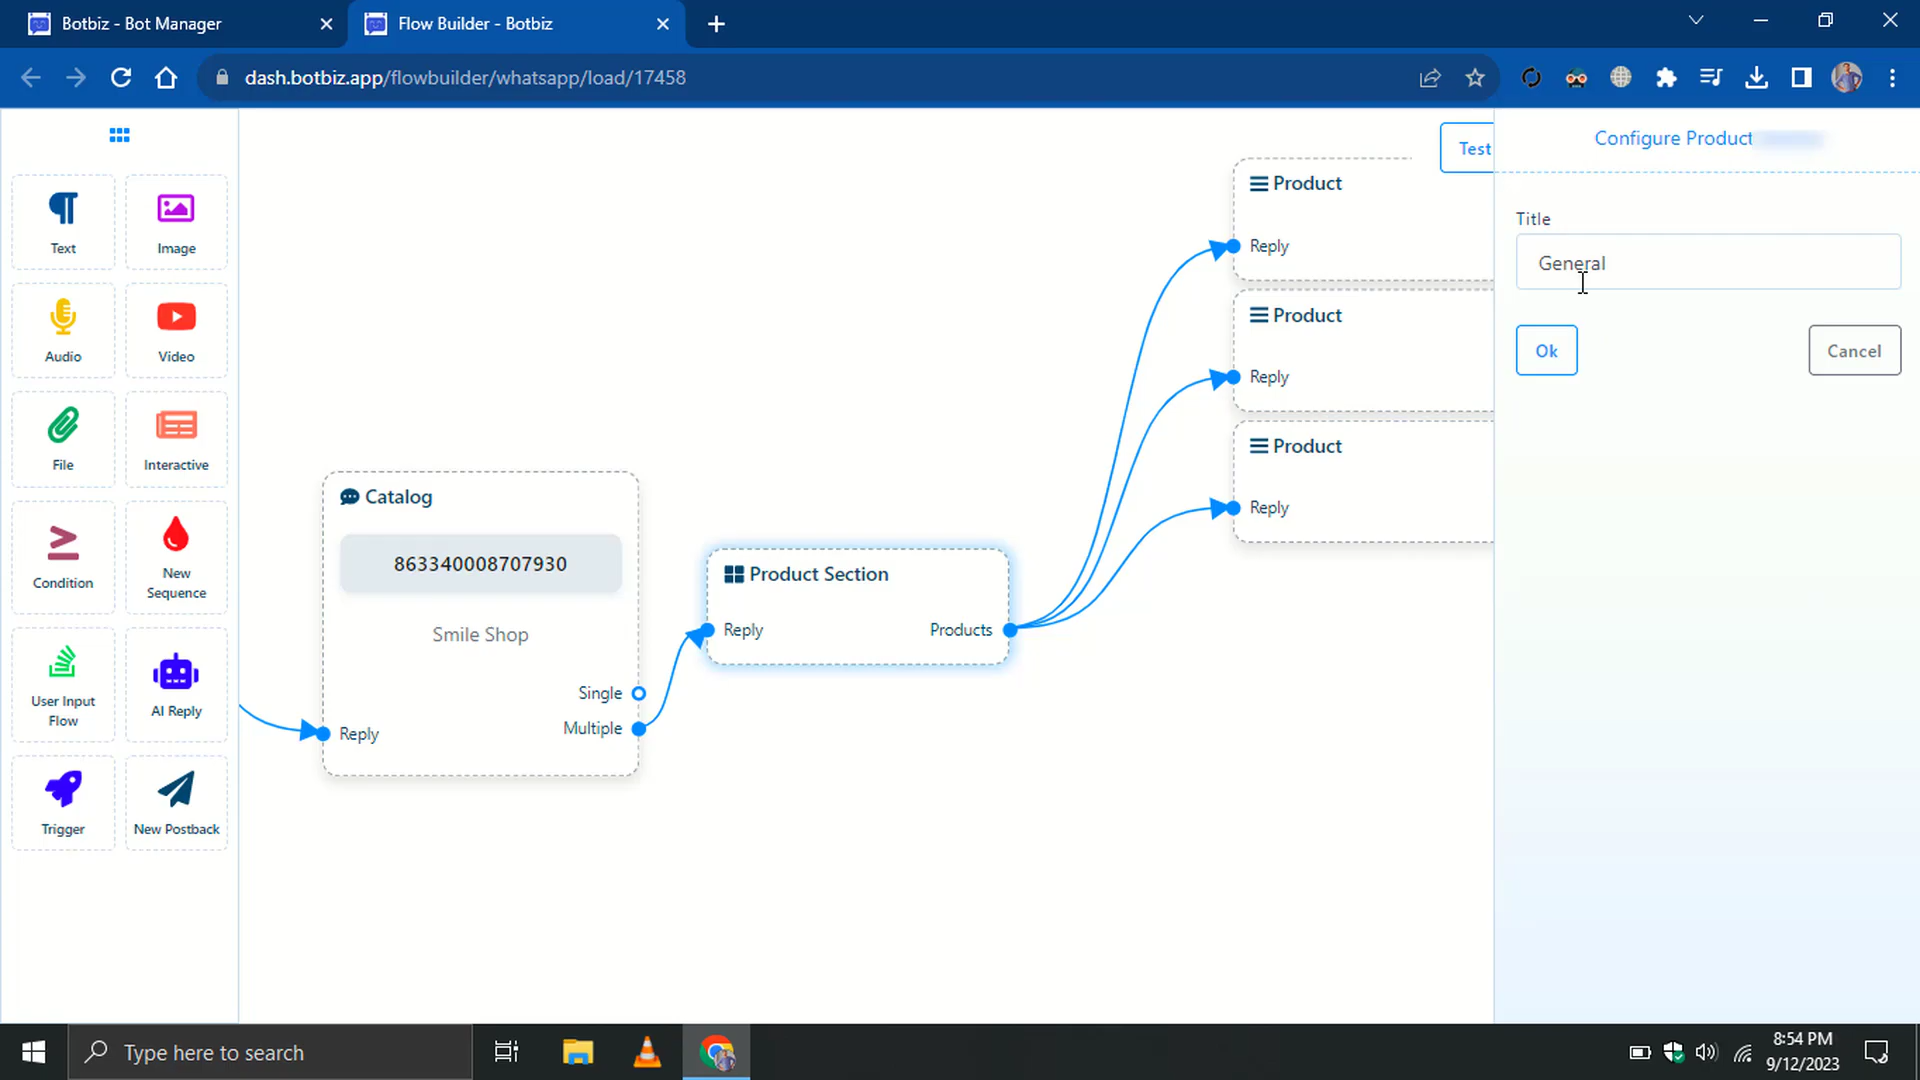 Botbiz - Bot Manager
Flow Builder - Botbiz
dash.botbiz.app/flowbuilder/whatsapp/load/17458
Text
Image
Audio
Video
File
Interactive
Condition
New
Sequence
User Input
Flow
AI Reply
Trigger
New Postback
Catalog
863340008707930
Smile Shop
Single
Multiple
Reply
Product Section
Reply
Products
Product
Reply
Product
Reply
Product
Reply
Test
Configure Product
Title
General
Ok
Cancel
Type here to search
8:54 PM
9/12/2023